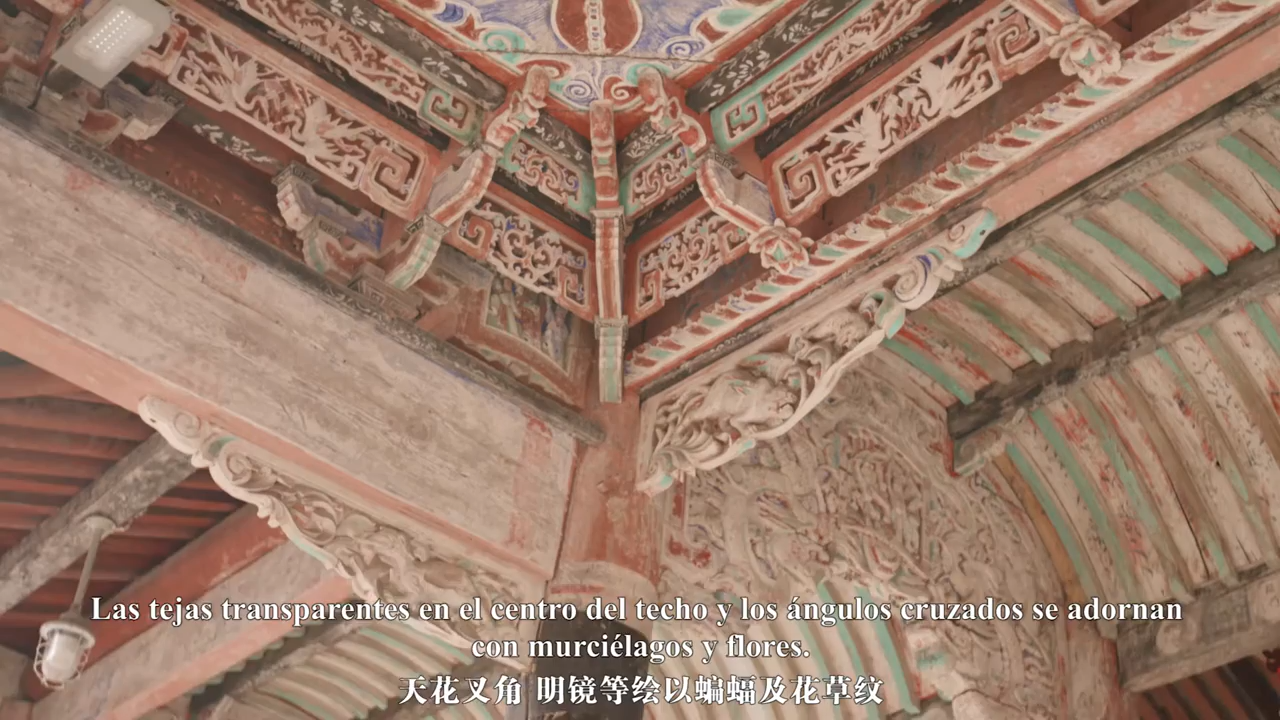 Las tejas transparentes en el centro del techo y los ángulos cruzados se adornan
con murciélagos y flores.
天花叉角 明镜等绘以蝙蝠及花草纹